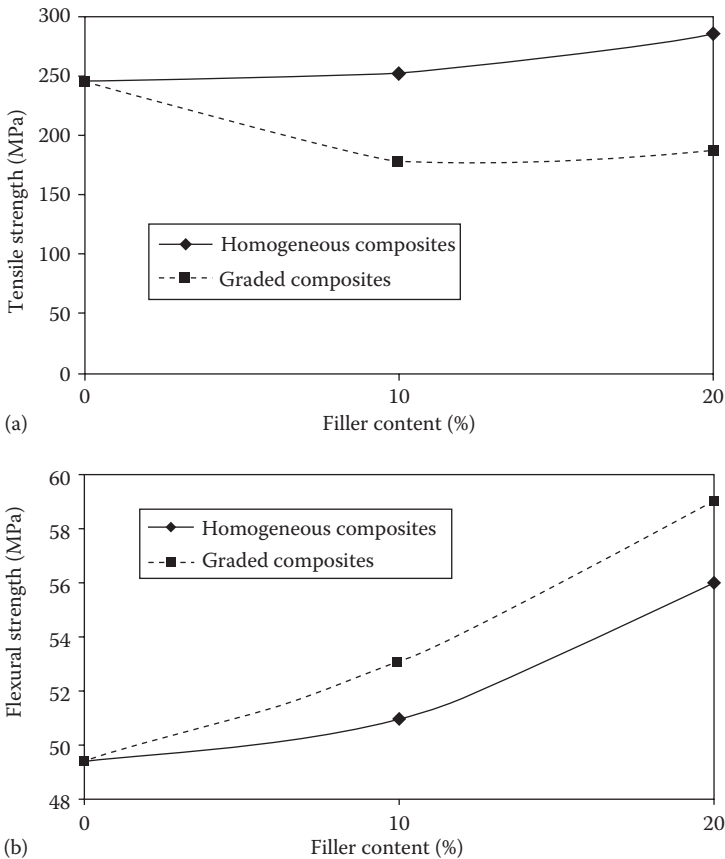 300
250
200
150
100
50
0
Tensile strength (MPa)
Homogeneous composites
Graded composites
0
10
20
Filler content (%)
(a)
60
58
56
54
52
50
48
Flexural strength (MPa)
Homogeneous composites
Graded composites
0
10
20
Filler content (%)
(b)